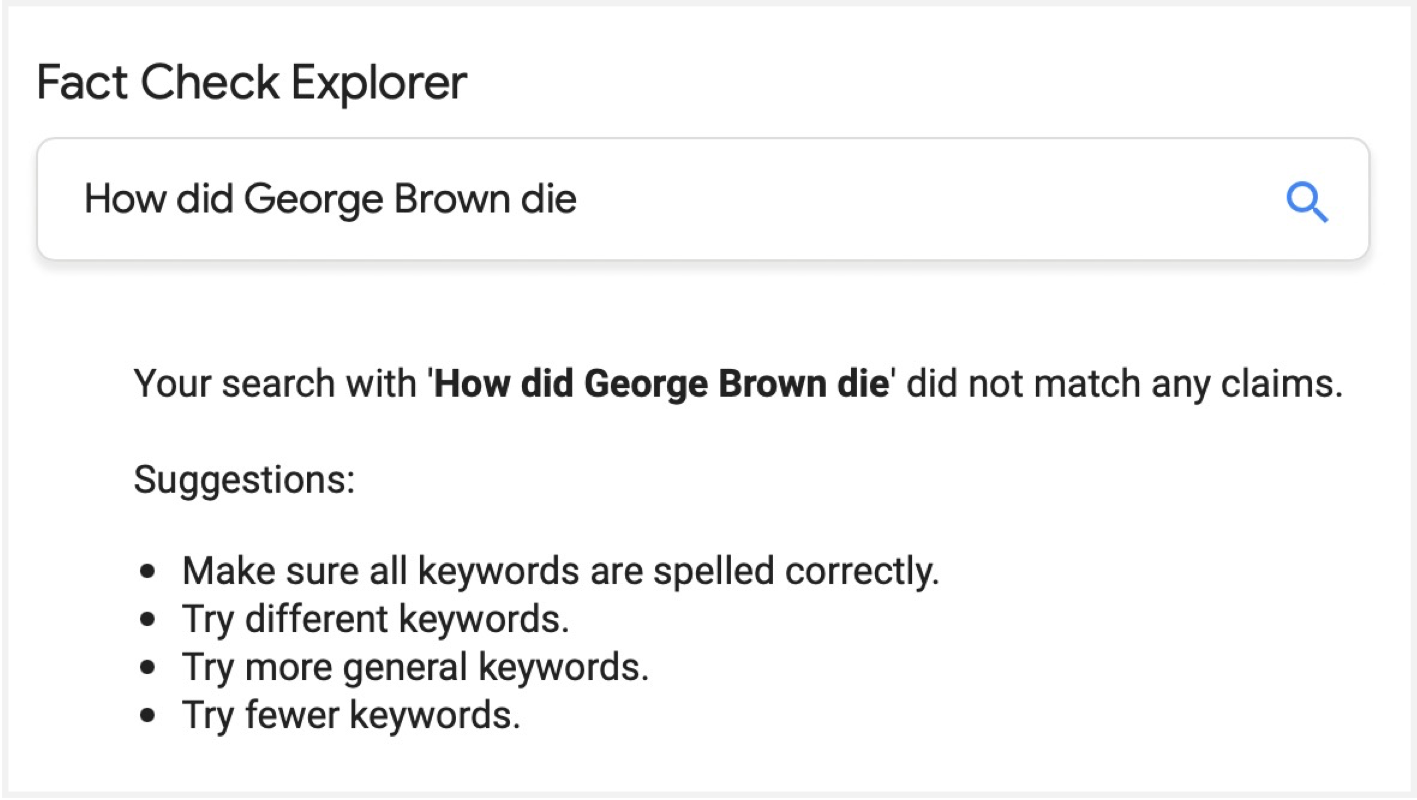 Fact Check Explorer
How did George Brown die
Your search with 'How did George Brown die' did not match any claims.
Suggestions:
• Make sure all keywords are spelled correctly.
• Try different keywords.
• Try more general keywords.
• Try fewer keywords.